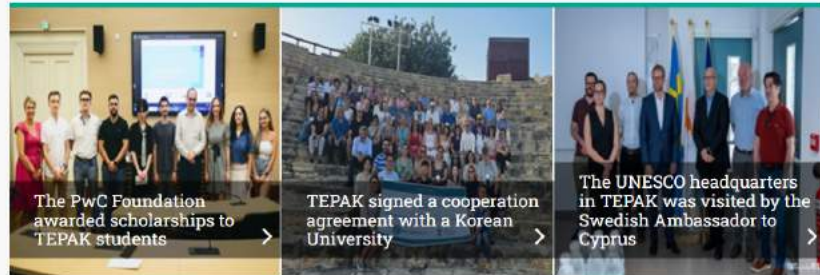 The PwC Foundation
awarded scholarships to
TEPAK students
TEPAK signed a cooperation
agreement with a Korean
University
The UNESCO headquarters
in TEPAK was visited by the
Swedish Ambassador to
Cyprus